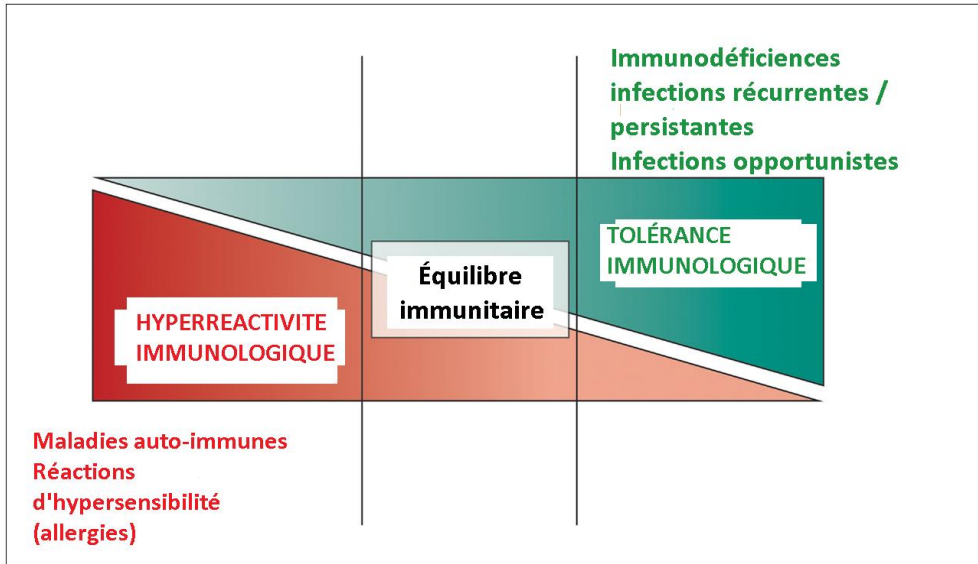 Immunodéficiences
infections récurrentes /
persistantes
Infections opportunistes
TOLÉRANCE
IMMUNOLOGIQUE
Équilibre
immunitaire
HYPERREACTIVITE
IMMUNOLOGIQUE
Maladies auto-immunes
Réactions
d'hypersensibilité
(allergies)